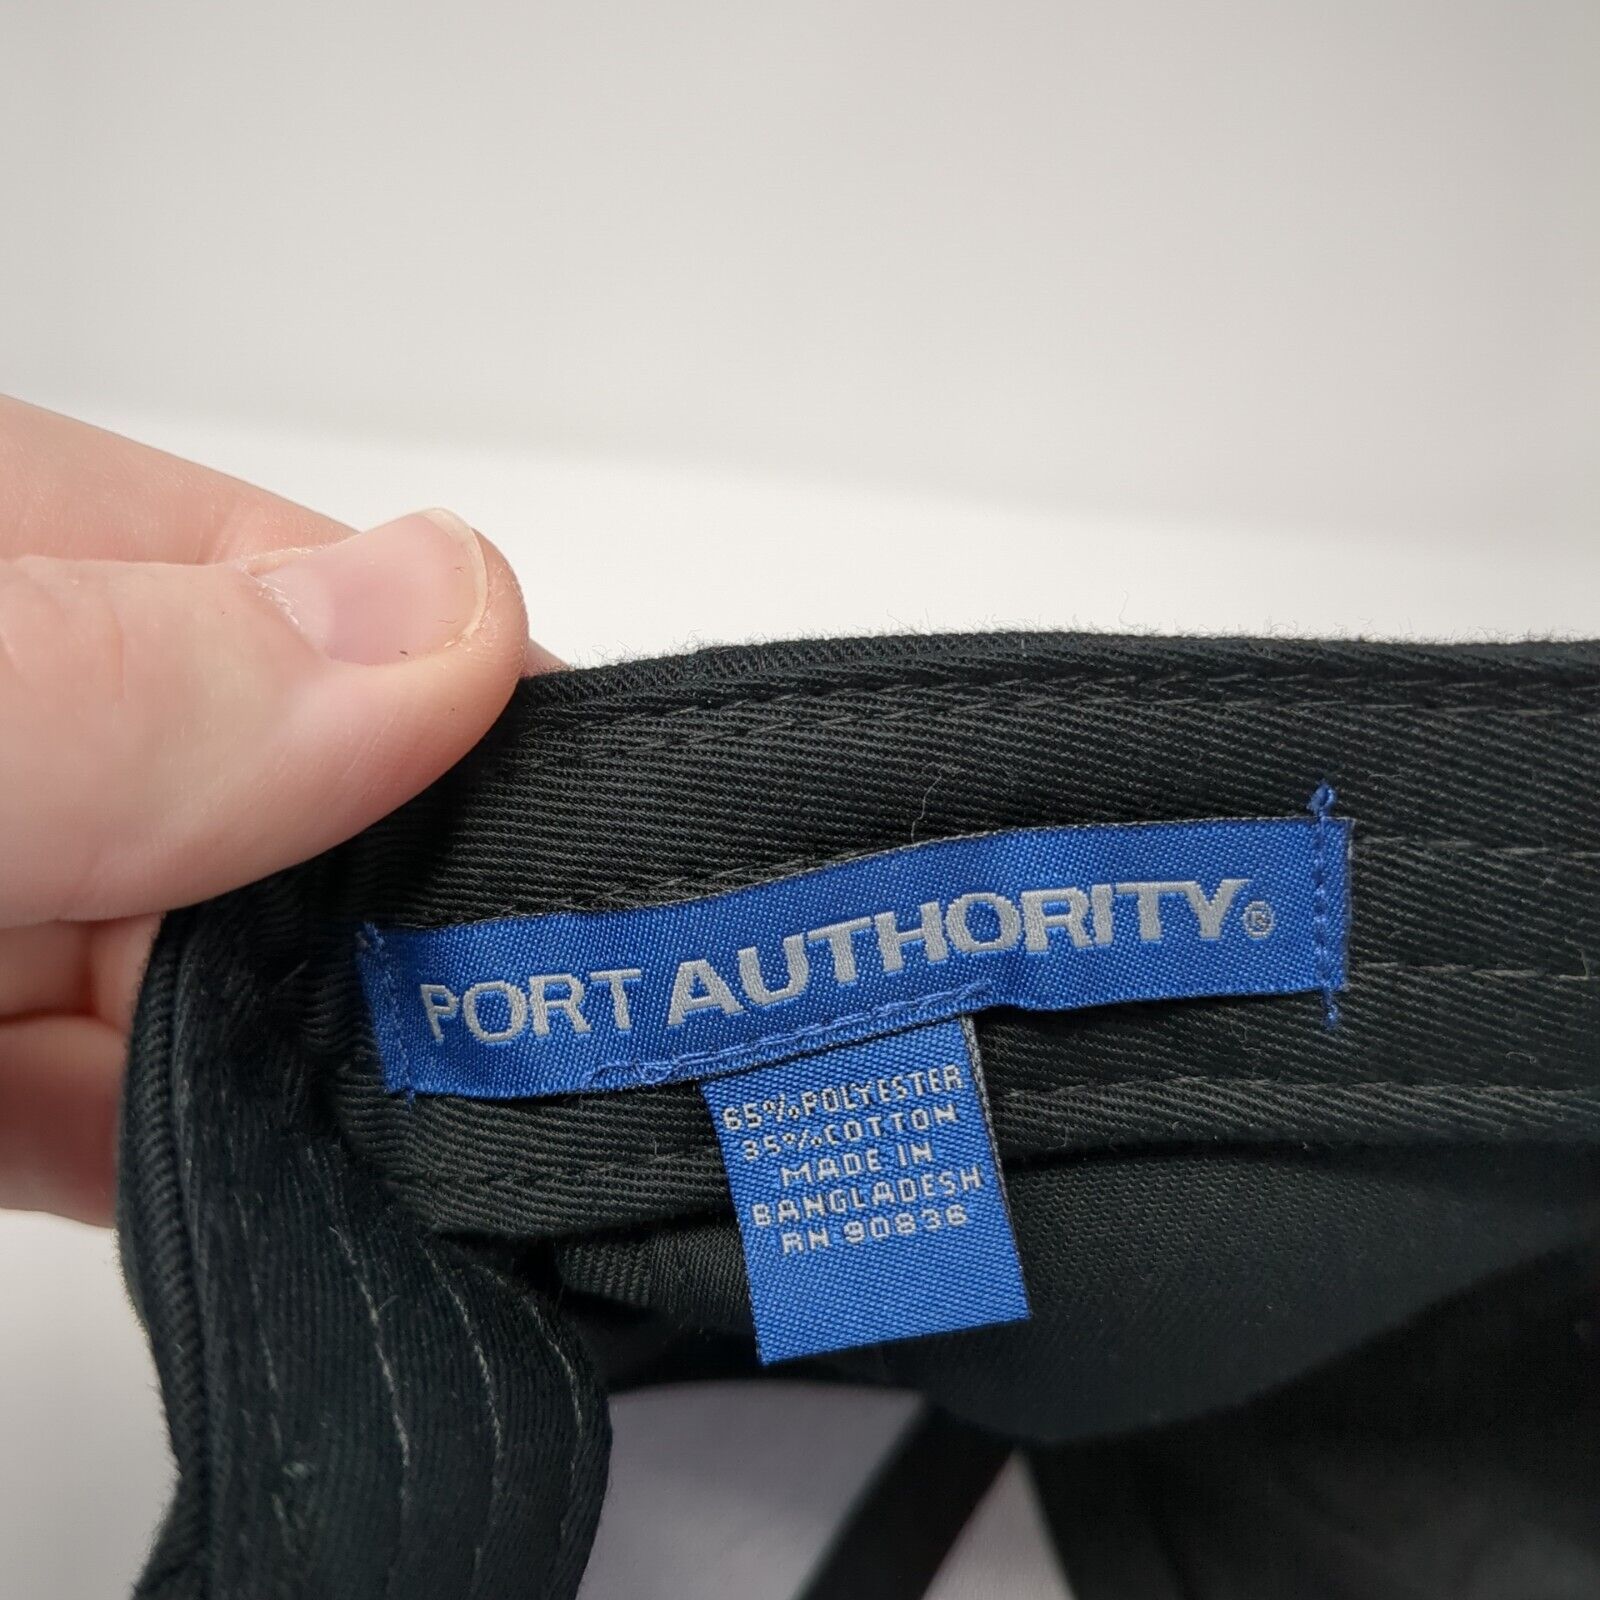 PORT AUTHORITY®
65% POLYESTER
35% COTTON
MADE IN
BANGLADESH
RN 90836